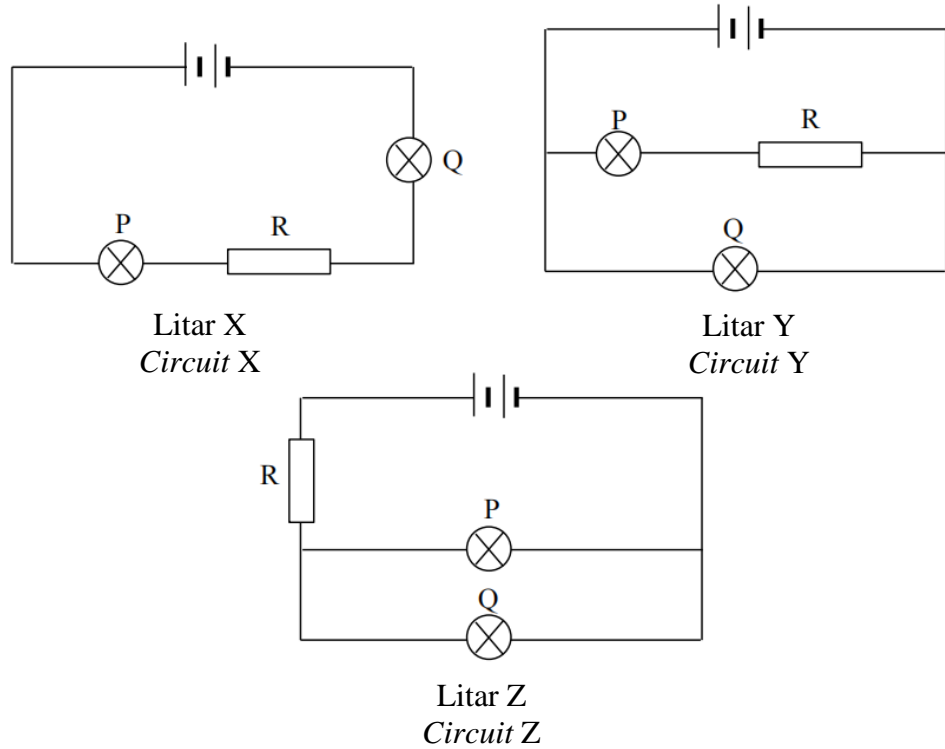 P
R
Q
Litar X
Circuit X
P
R
Q
Litar Y
Circuit Y
R
P
Q
Litar Z
Circuit Z